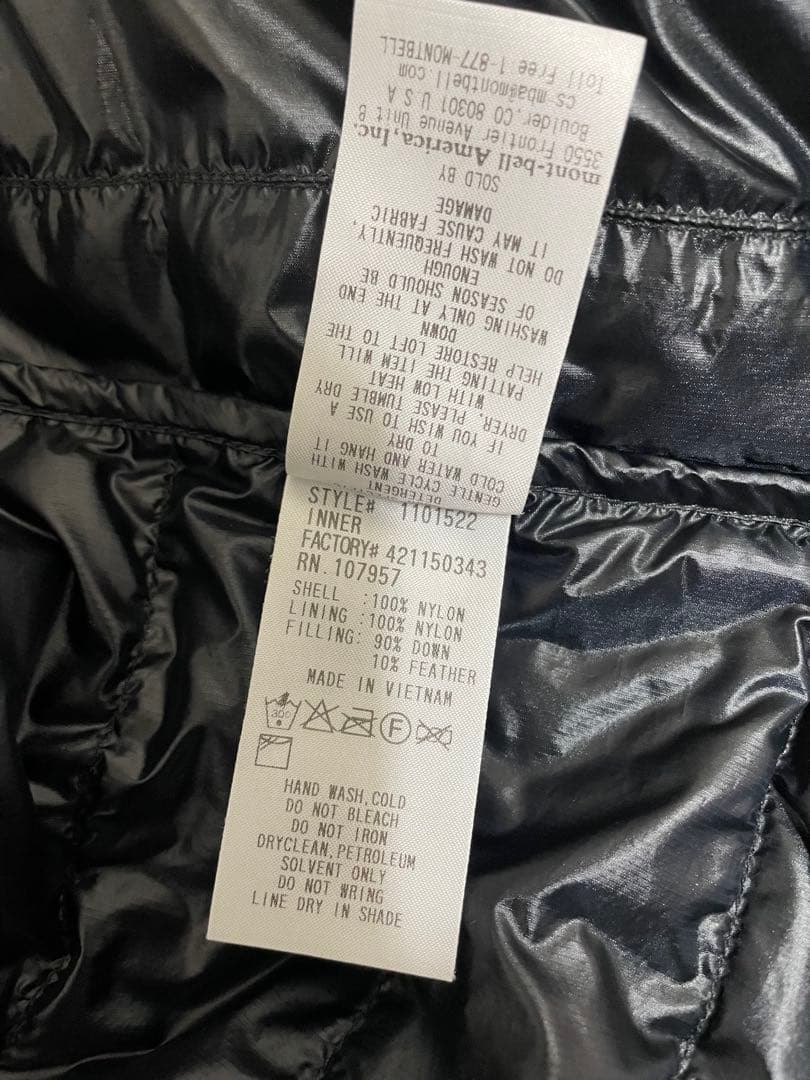 GENTLE CYCLE WASH WITH
COLD WATER AND HANG IT
TO DRY
IF YOU WISH TO USE A
DRYER, PLEASE TUMBLE DRY
WITH LOW HEAT
PATTING THE ITEM WILL
HELP RESTORE LOFT TO THE
DOWN
WASHING ONLY AT THE END
OF SEASON SHOULD BE
ENOUGH
DO NOT WASH FREQUENTLY,
IT MAY CAUSE FABRIC
DAMAGE
SOLD BY
mont-bell America, Inc.
3550 Frontier Avenue Unit B
Boulder, CO 80301 U S A
cs-mba@montbell.com
Toll Free 1-877-MONTBELL
STYLE# 1101522
INNER
FACTORY# 421150343
RN. 107957
SHELL :100% NYLON
LINING :100% NYLON
FILLING: 90% DOWN
10% FEATHER
MADE IN VIETNAM
F
HAND WASH,COLD
DO NOT BLEACH
DO NOT IRON
DRYCLEAN,PETROLEUM
SOLVENT ONLY
DO NOT WRING
LINE DRY IN SHADE